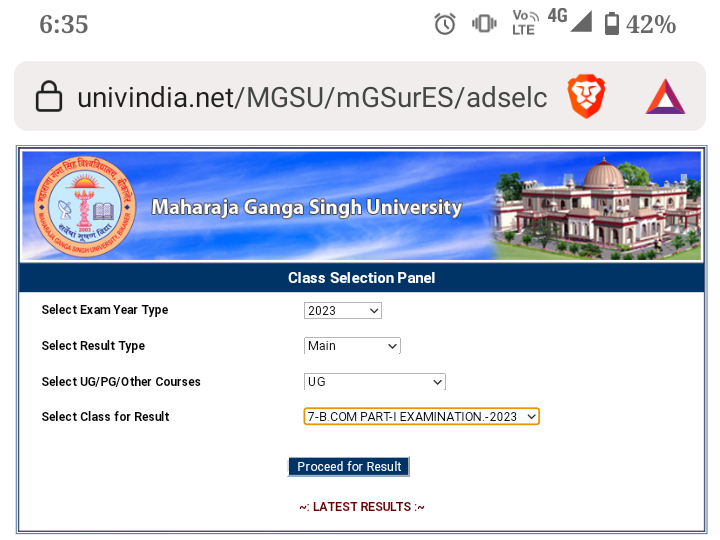 6:35 Vo LTE 4G 42%
univindia.net/MGSU/mGSurES/adselc
Maharaja Ganga Singh University
Class Selection Panel
Select Exam Year Type 2023
Select Result Type Main
Select UG/PG/Other Courses UG
Select Class for Result 7-B.COM PART-I EXAMINATION.-2023
Proceed for Result
~: LATEST RESULTS :~